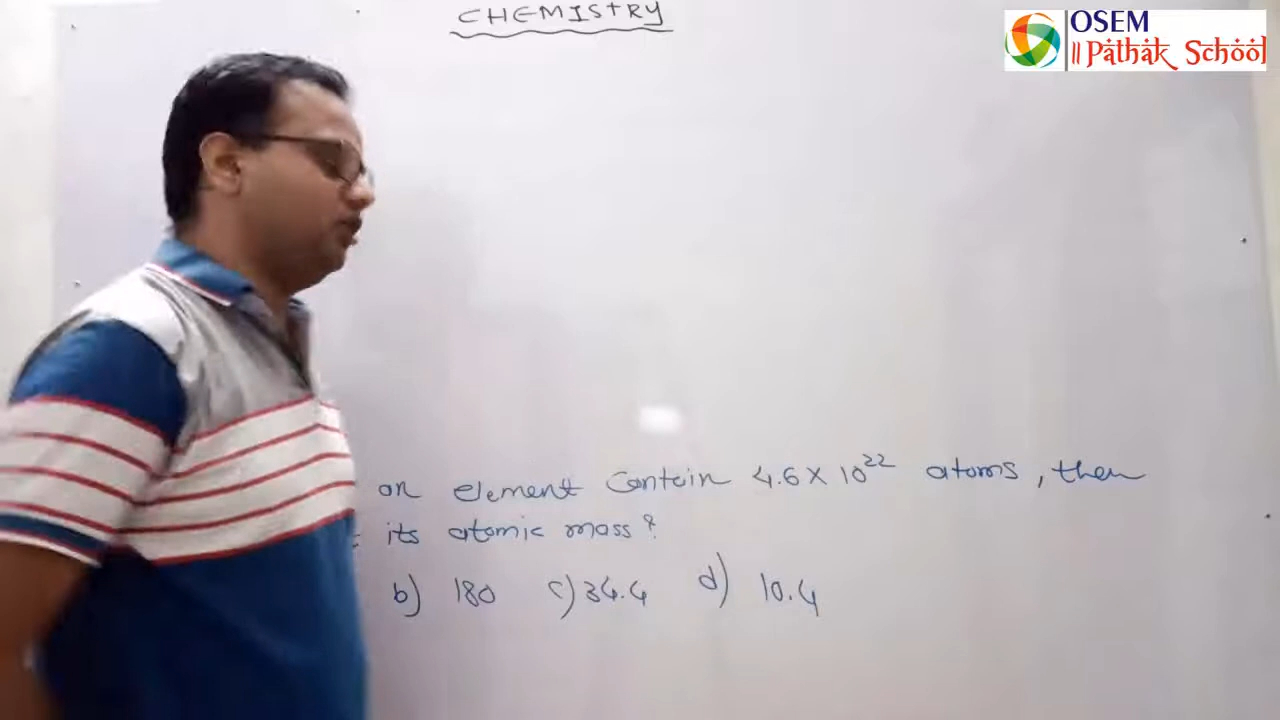 CHEMISTRY
OSEM
|| Pathak School
on element Contain 4.6 × 10²² atoms, then
its atomic mass?
b) 180 c) 34.4 d) 10.4